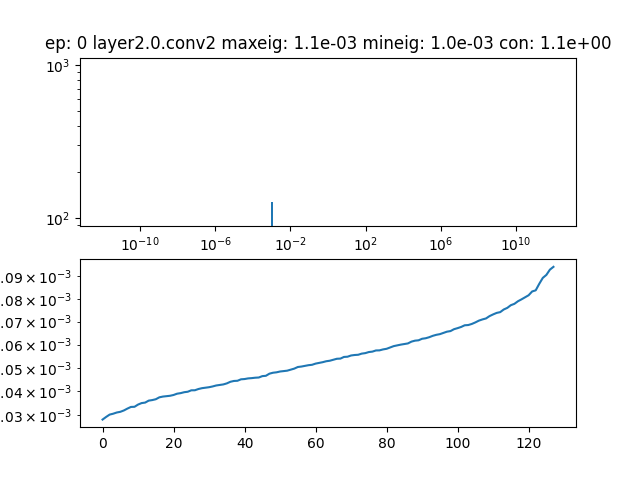 ep: 0 layer2.0.conv2 maxeig: 1.1e-03 mineig: 1.0e-03 con: 1.1e+00
10³
10²
10⁻¹⁰ 10⁻⁶ 10⁻² 10² 10⁶ 10¹⁰
.09 × 10⁻³
.08 × 10⁻³
.07 × 10⁻³
.06 × 10⁻³
.05 × 10⁻³
.04 × 10⁻³
.03 × 10⁻³
0 20 40 60 80 100 120